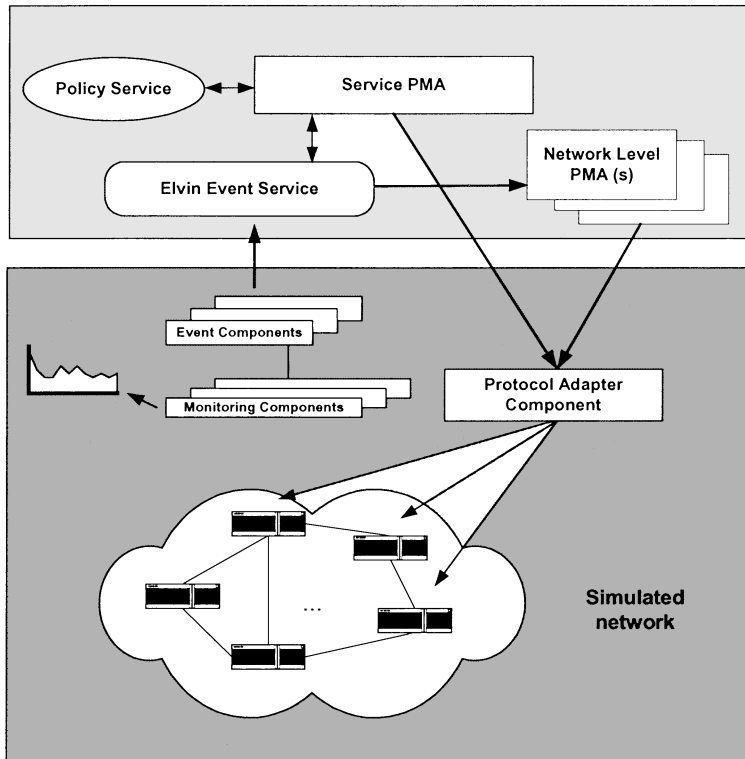 Policy Service
Service PMA
Elvin Event Service
Network Level
PMA (s)
Event Components
Monitoring Components
Protocol Adapter
Component
...
Simulated
network